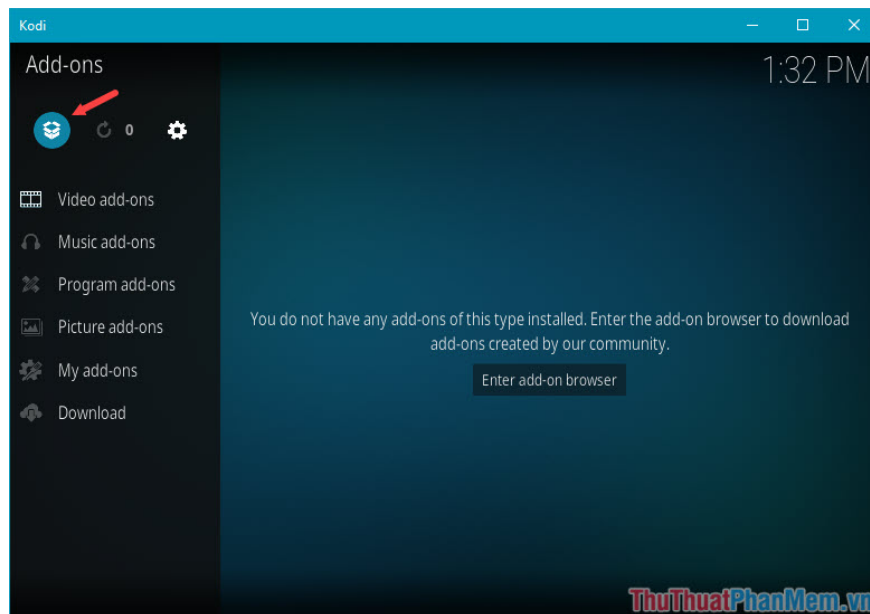 Kodi
Add-ons
1:32 PM
0
Video add-ons
Music add-ons
Program add-ons
Picture add-ons
My add-ons
Download
You do not have any add-ons of this type installed. Enter the add-on browser to download
add-ons created by our community.
Enter add-on browser
ThuThuatPhanMem.vn